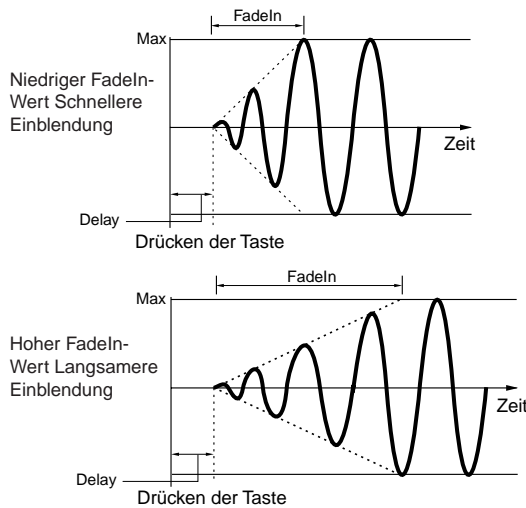 FadeIn
Max
Niedriger FadeIn-
Wert Schnellere
Einblendung
Zeit
Delay
Drücken der Taste
FadeIn
Max
Hoher FadeIn-
Wert Langsamere
Einblendung
Zeit
Delay
Drücken der Taste